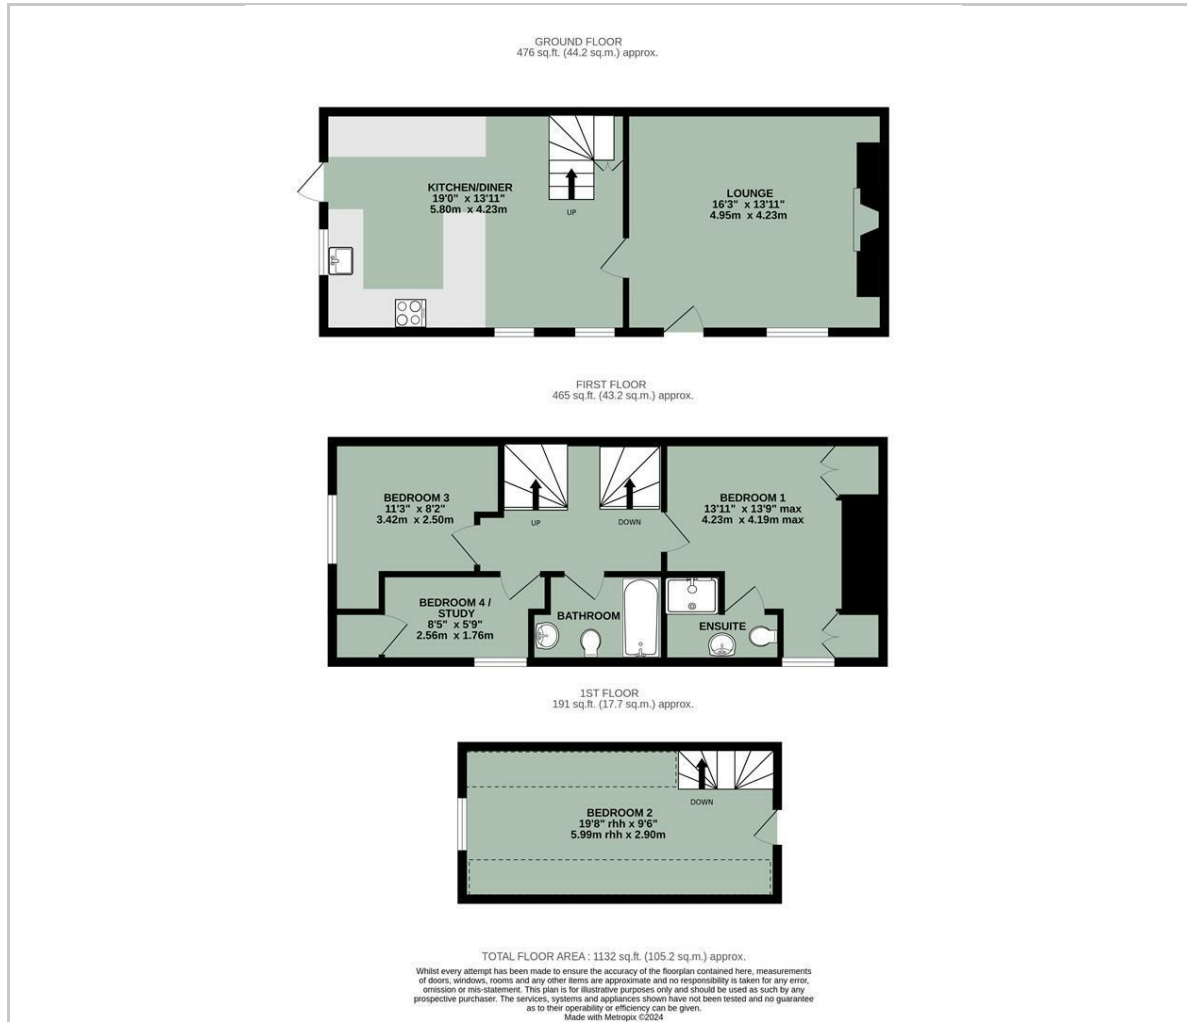 GROUND FLOOR
476 sq.ft. (44.2 sq.m.) approx.
KITCHEN/DINER
19'0" x 13'11"
5.80m x 4.23m
UP
LOUNGE
16'3" x 13'11"
4.95m x 4.23m
FIRST FLOOR
465 sq.ft. (43.2 sq.m.) approx.
BEDROOM 3
11'3" x 8'2"
3.42m x 2.50m
UP
DOWN
BEDROOM 1
13'11" x 13'9" max
4.23m x 4.19m max
BEDROOM 4 /
STUDY
8'5" x 5'9"
2.56m x 1.76m
BATHROOM
ENSUITE
1ST FLOOR
191 sq.ft. (17.7 sq.m.) approx.
DOWN
BEDROOM 2
19'8" rhh x 9'6"
5.99m rhh x 2.90m
TOTAL FLOOR AREA : 1132 sq.ft. (105.2 sq.m.) approx.
Whilst every attempt has been made to ensure the accuracy of the floorplan contained here, measurements
of doors, windows, rooms and any other items are approximate and no responsibility is taken for any error,
omission or mis-statement. This plan is for illustrative purposes only and should be used as such by any
prospective purchaser. The services, systems and appliances shown have not been tested and no guarantee
as to their operability or efficiency can be given.
Made with Metropix ©2024